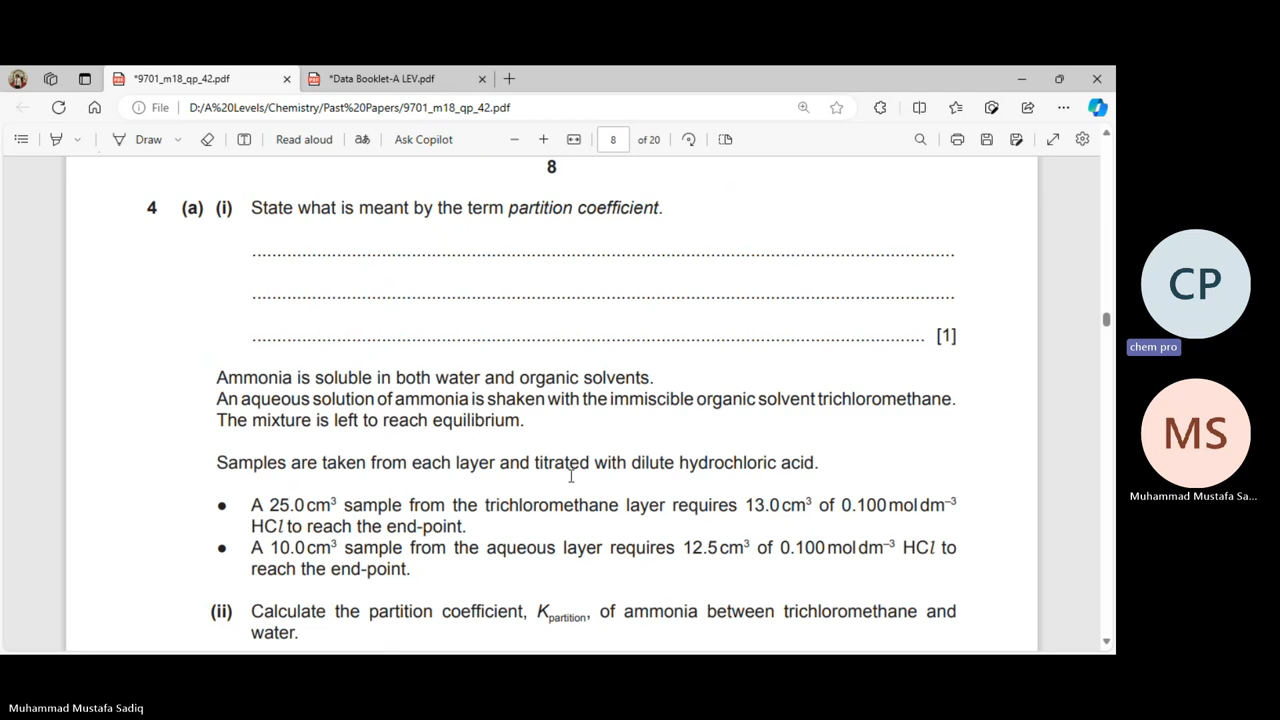 *9701_m18_qp_42.pdf
*Data Booklet-A LEV.pdf
File
D:/A%20Levels/Chemistry/Past%20Papers/9701_m18_qp_42.pdf
Draw
Read aloud
aあ
Ask Copilot
8
of 20
8
4 (a) (i) State what is meant by the term partition coefficient.
..........................................................................................................................................
..........................................................................................................................................
.................................................................................................................................... [1]
Ammonia is soluble in both water and organic solvents.
An aqueous solution of ammonia is shaken with the immiscible organic solvent trichloromethane.
The mixture is left to reach equilibrium.
Samples are taken from each layer and titrated with dilute hydrochloric acid.
● A 25.0 cm³ sample from the trichloromethane layer requires 13.0 cm³ of 0.100 mol dm⁻³
HCl to reach the end-point.
● A 10.0 cm³ sample from the aqueous layer requires 12.5 cm³ of 0.100 mol dm⁻³ HCl to
reach the end-point.
(ii) Calculate the partition coefficient, Kpartition, of ammonia between trichloromethane and
water.
CP
chem pro
MS
Muhammad Mustafa Sa...
Muhammad Mustafa Sadiq